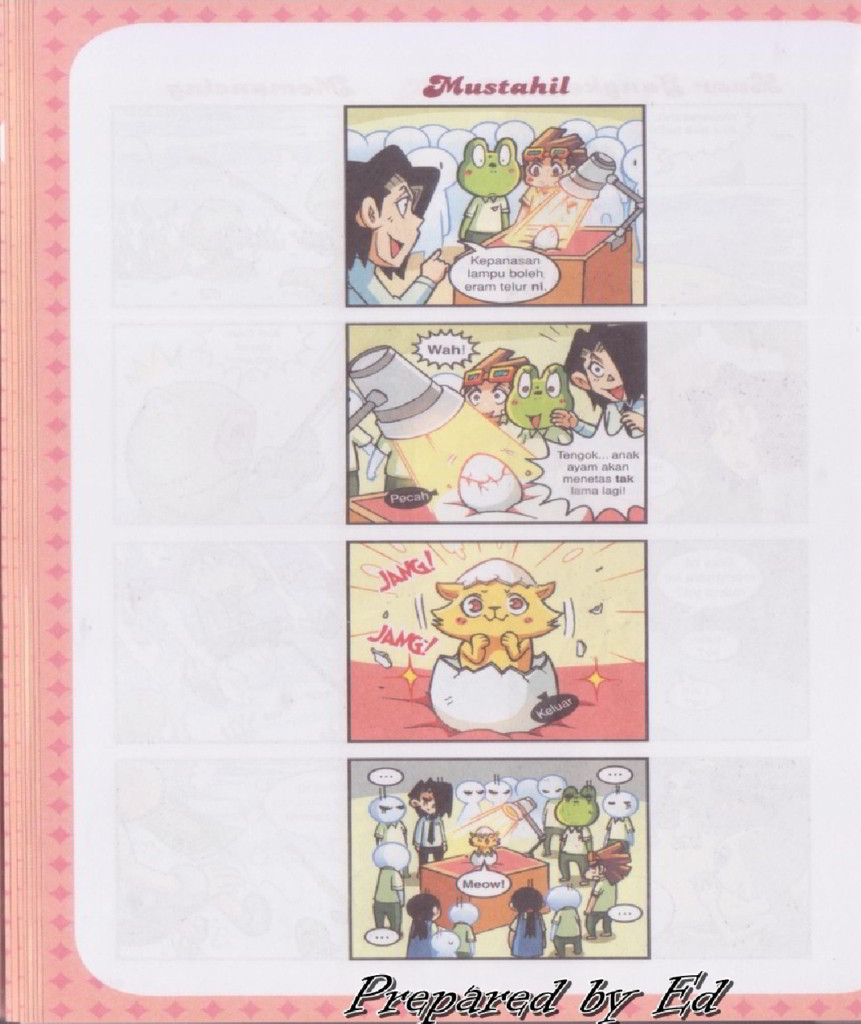 Mustahil
Kepanasan
lampu boleh
eram telur ni.
Wah!
Tengok... anak
ayam akan
menetas tak
lama lagi!
Pecah
JANG!
JANG!
Keluar
...
...
Meow!
...
...
Prepared by Ed